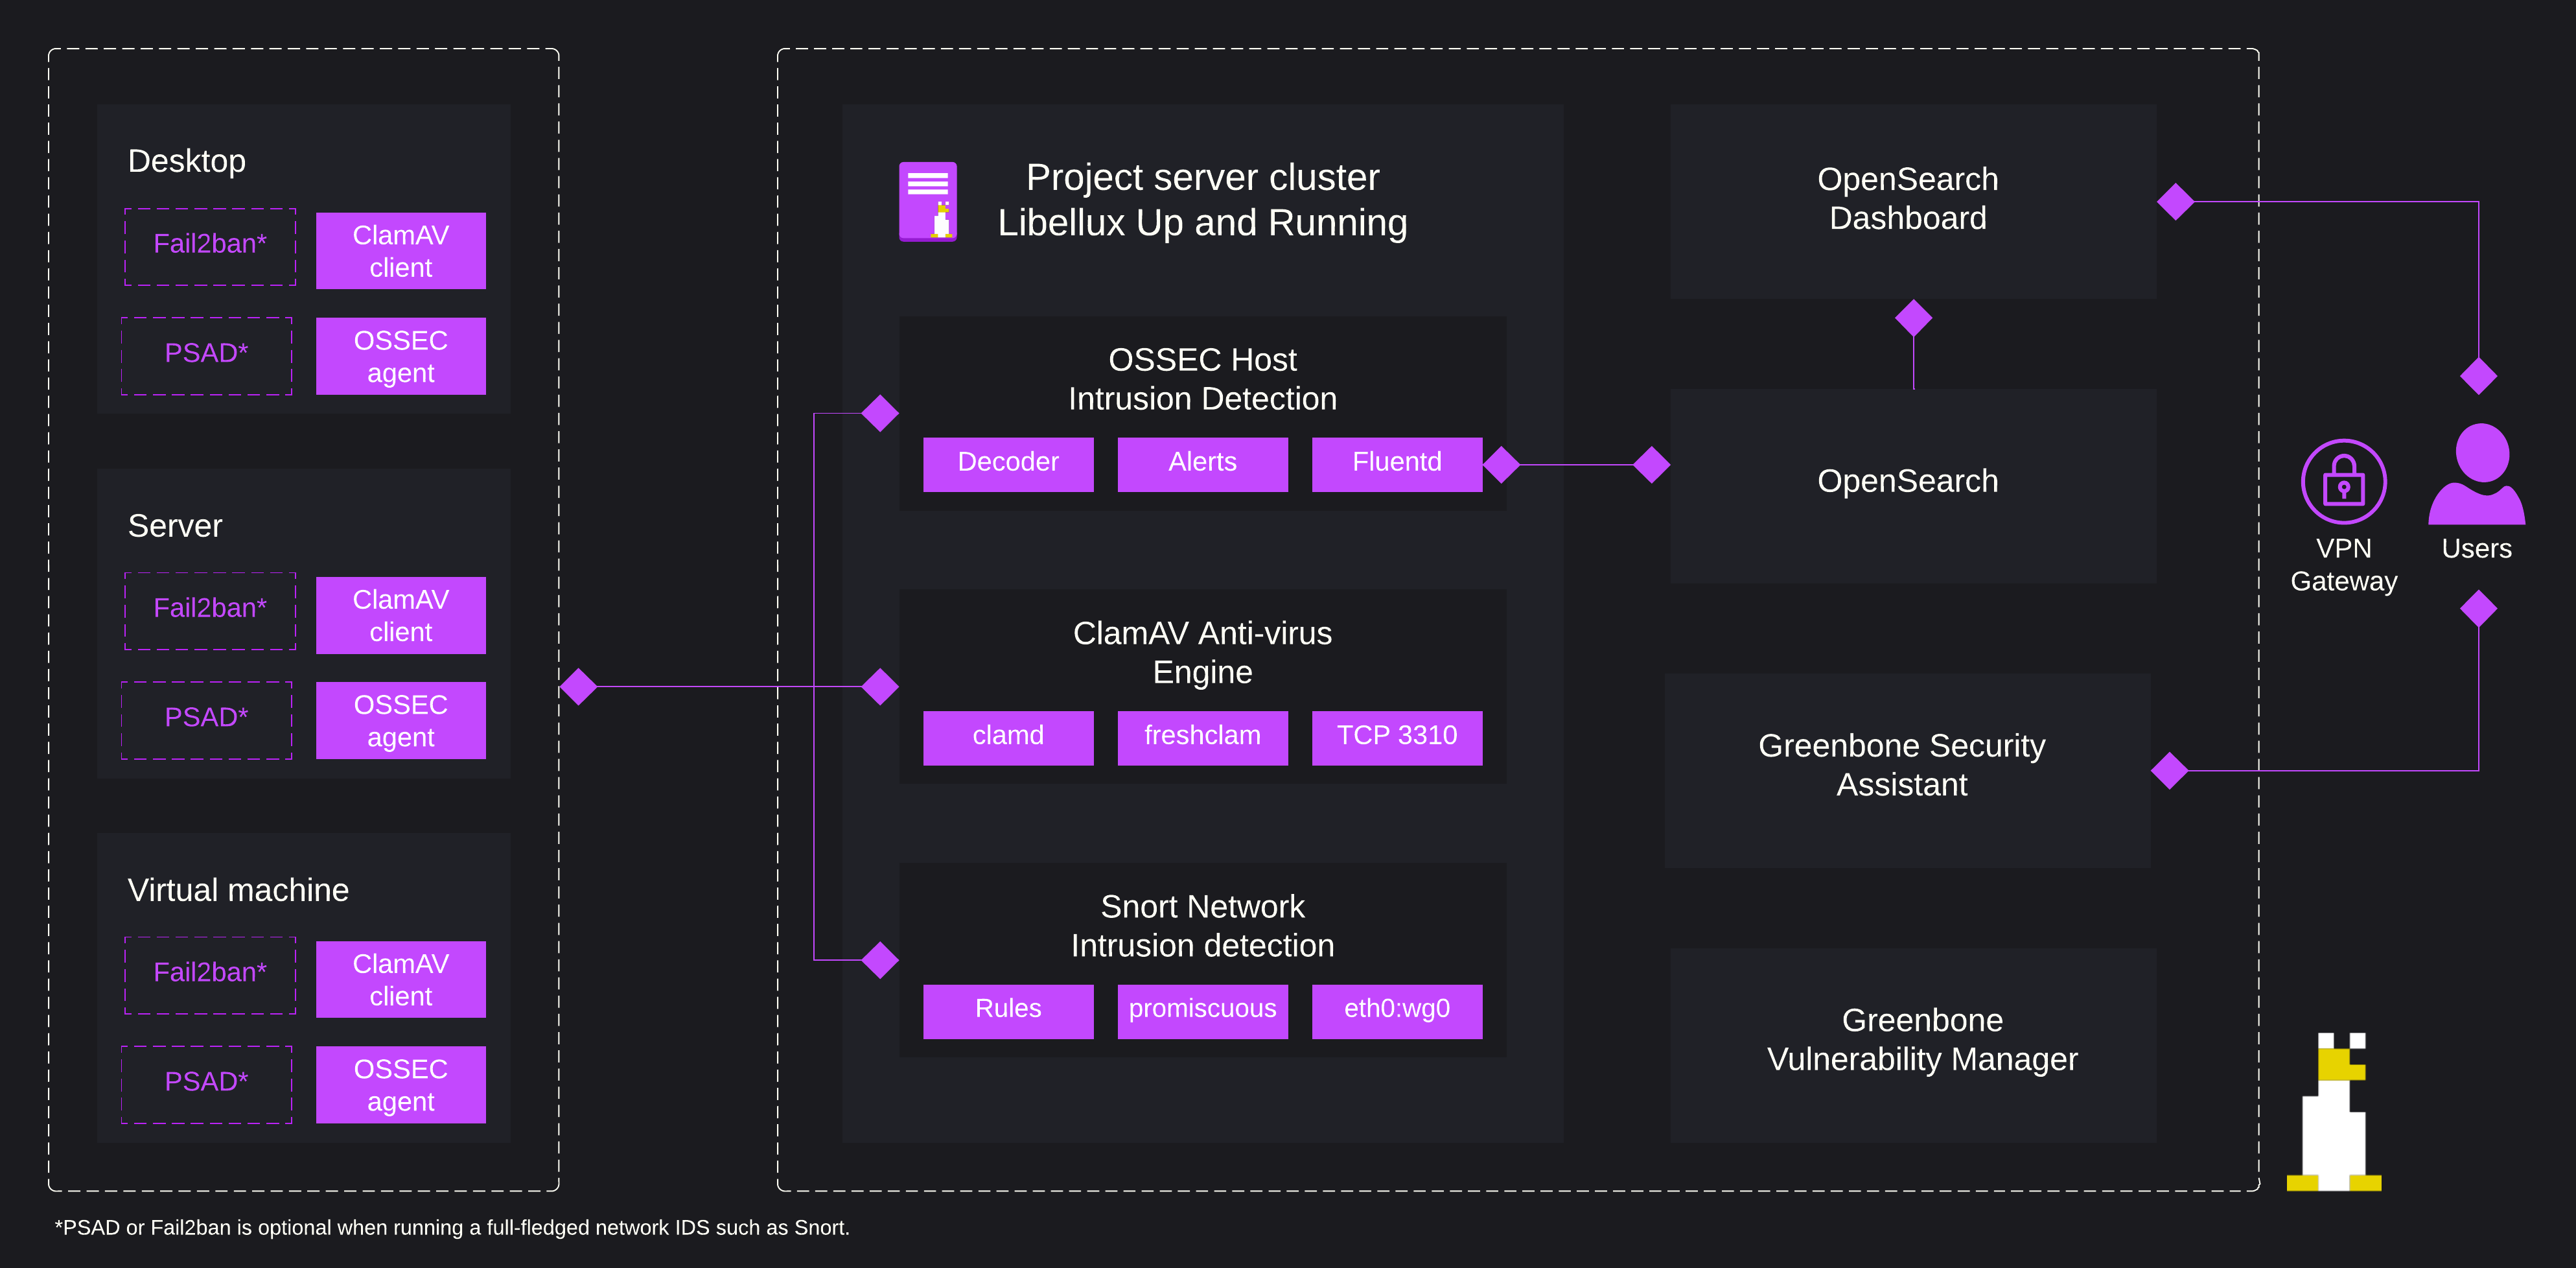 Desktop
Fail2ban*
ClamAV
client
PSAD*
OSSEC
agent
Server
Fail2ban*
ClamAV
client
PSAD*
OSSEC
agent
Virtual machine
Fail2ban*
ClamAV
client
PSAD*
OSSEC
agent
Project server cluster
Libellux Up and Running
OSSEC Host
Intrusion Detection
Decoder
Alerts
Fluentd
ClamAV Anti-virus
Engine
clamd
freshclam
TCP 3310
Snort Network
Intrusion detection
Rules
promiscuous
eth0:wg0
OpenSearch
Dashboard
OpenSearch
Greenbone Security
Assistant
Greenbone
Vulnerability Manager
VPN
Gateway
Users
*PSAD or Fail2ban is optional when running a full-fledged network IDS such as Snort.